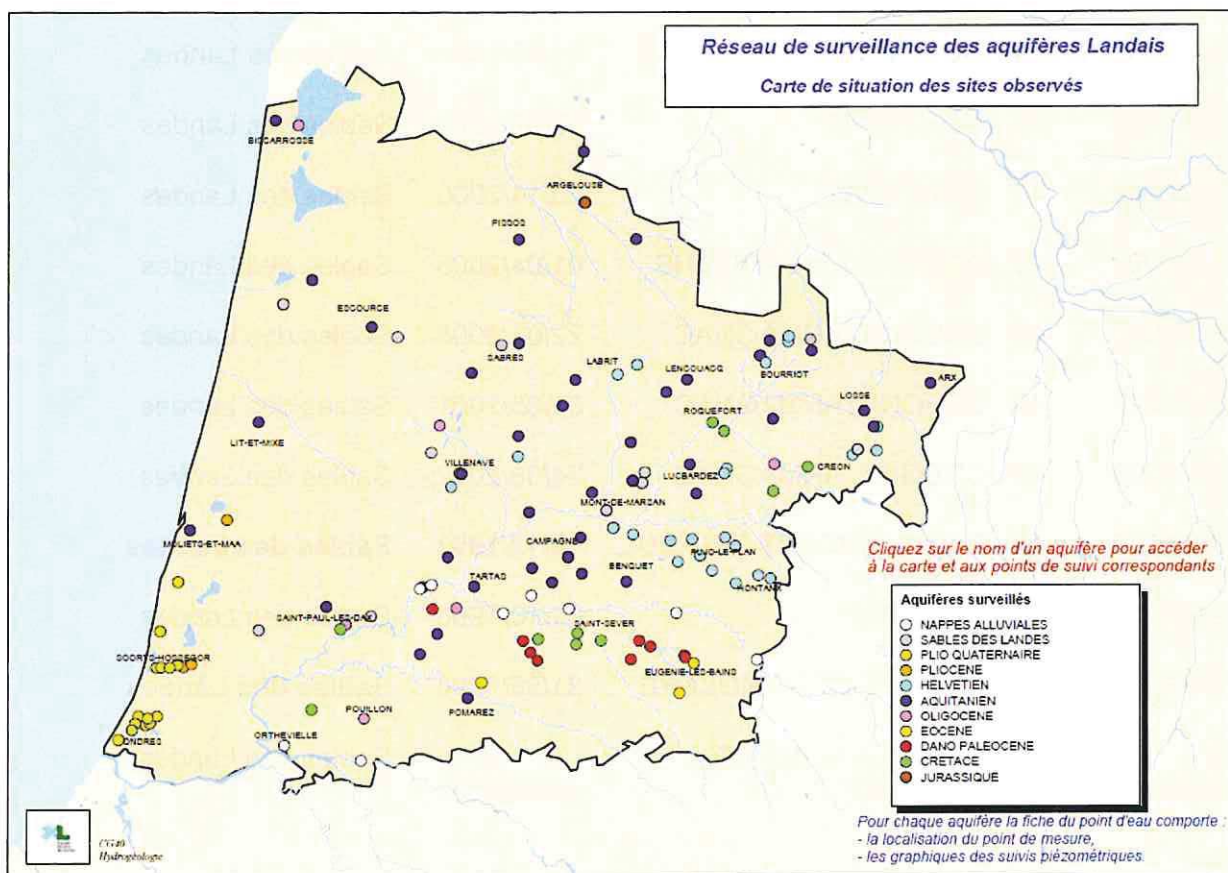 Réseau de surveillance des aquifères Landais
Carte de situation des sites observés
BISCARROSSE
ARGELOUSE
PISSOS
ESCOURCE
SABRES
LABRIT
LENCOUACQ
BOURRIOT
ARX
LOSSE
ROQUEFORT
LIT-ET-MIXE
VILLENAVE
LUCBARDEZ
CREON
MONT-DE-MARSAN
MOLIETS-ET-MAA
CAMPAGNE
PUJO-LE-PLAN
BENQUET
HONTANX
TARTAS
SAINT-PAUL-LES-DAX
SAINT-SEVER
SOORTS-HOSSEGOR
EUGENIE-LES-BAINS
POUILLON
POMAREZ
ONDRES
ORTHEVIELLE
Cliquez sur le nom d'un aquifère pour accéder
à la carte et aux points de suivi correspondants
Aquifères surveillés
NAPPES ALLUVIALES
SABLES DES LANDES
PLIO QUATERNAIRE
PLIOCENE
HELVETIEN
AQUITANIEN
OLIGOCENE
EOCENE
DANO PALEOCENE
CRETACE
JURASSIQUE
Pour chaque aquifère la fiche du point d'eau comporte :
- la localisation du point de mesure,
- les graphiques des suivis piézométriques.
CG40
Hydrogéologie